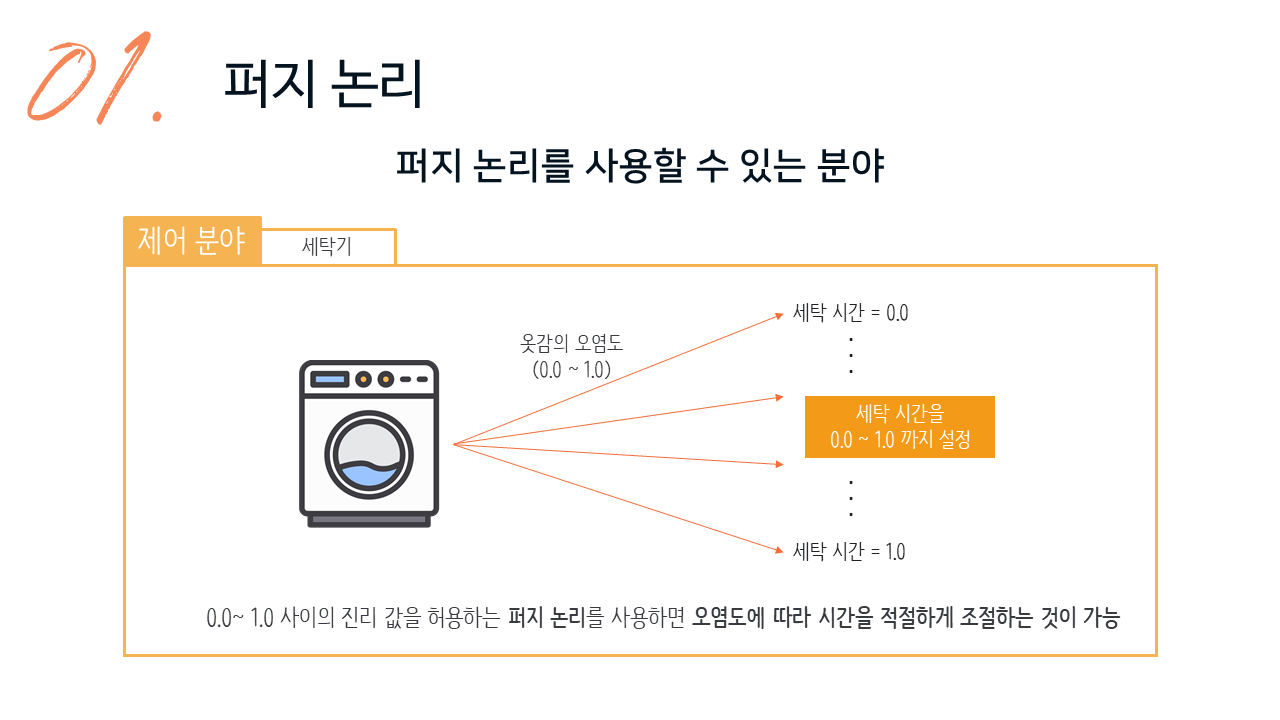 01.
퍼지 논리
퍼지 논리를 사용할 수 있는 분야
제어 분야
세탁기
옷감의 오염도
(0.0 ~ 1.0)
세탁 시간 = 0.0
세탁 시간을
0.0 ~ 1.0 까지 설정
세탁 시간 = 1.0
0.0~ 1.0 사이의 진리 값을 허용하는 퍼지 논리를 사용하면 오염도에 따라 시간을 적절하게 조절하는 것이 가능